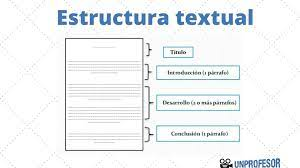 Estructura textual
Título
Introducción (1 párrafo)
Desarrollo (2 o más párrafos)
Conclusión (1 párrafo)
UNPROFESOR